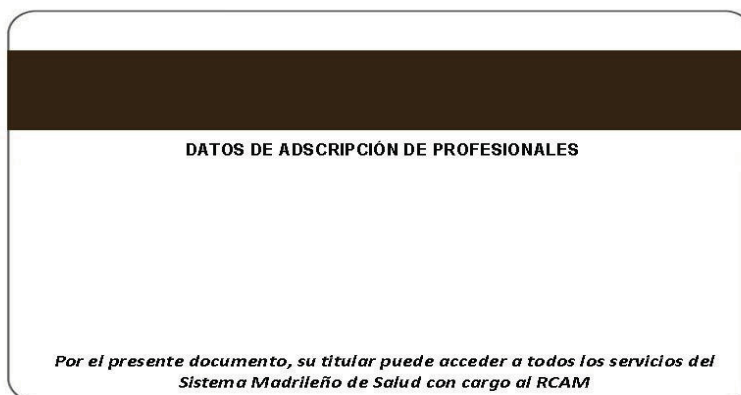 DATOS DE ADSCRIPCIÓN DE PROFESIONALES
Por el presente documento, su titular puede acceder a todos los servicios del
Sistema Madrileño de Salud con cargo al RCAM